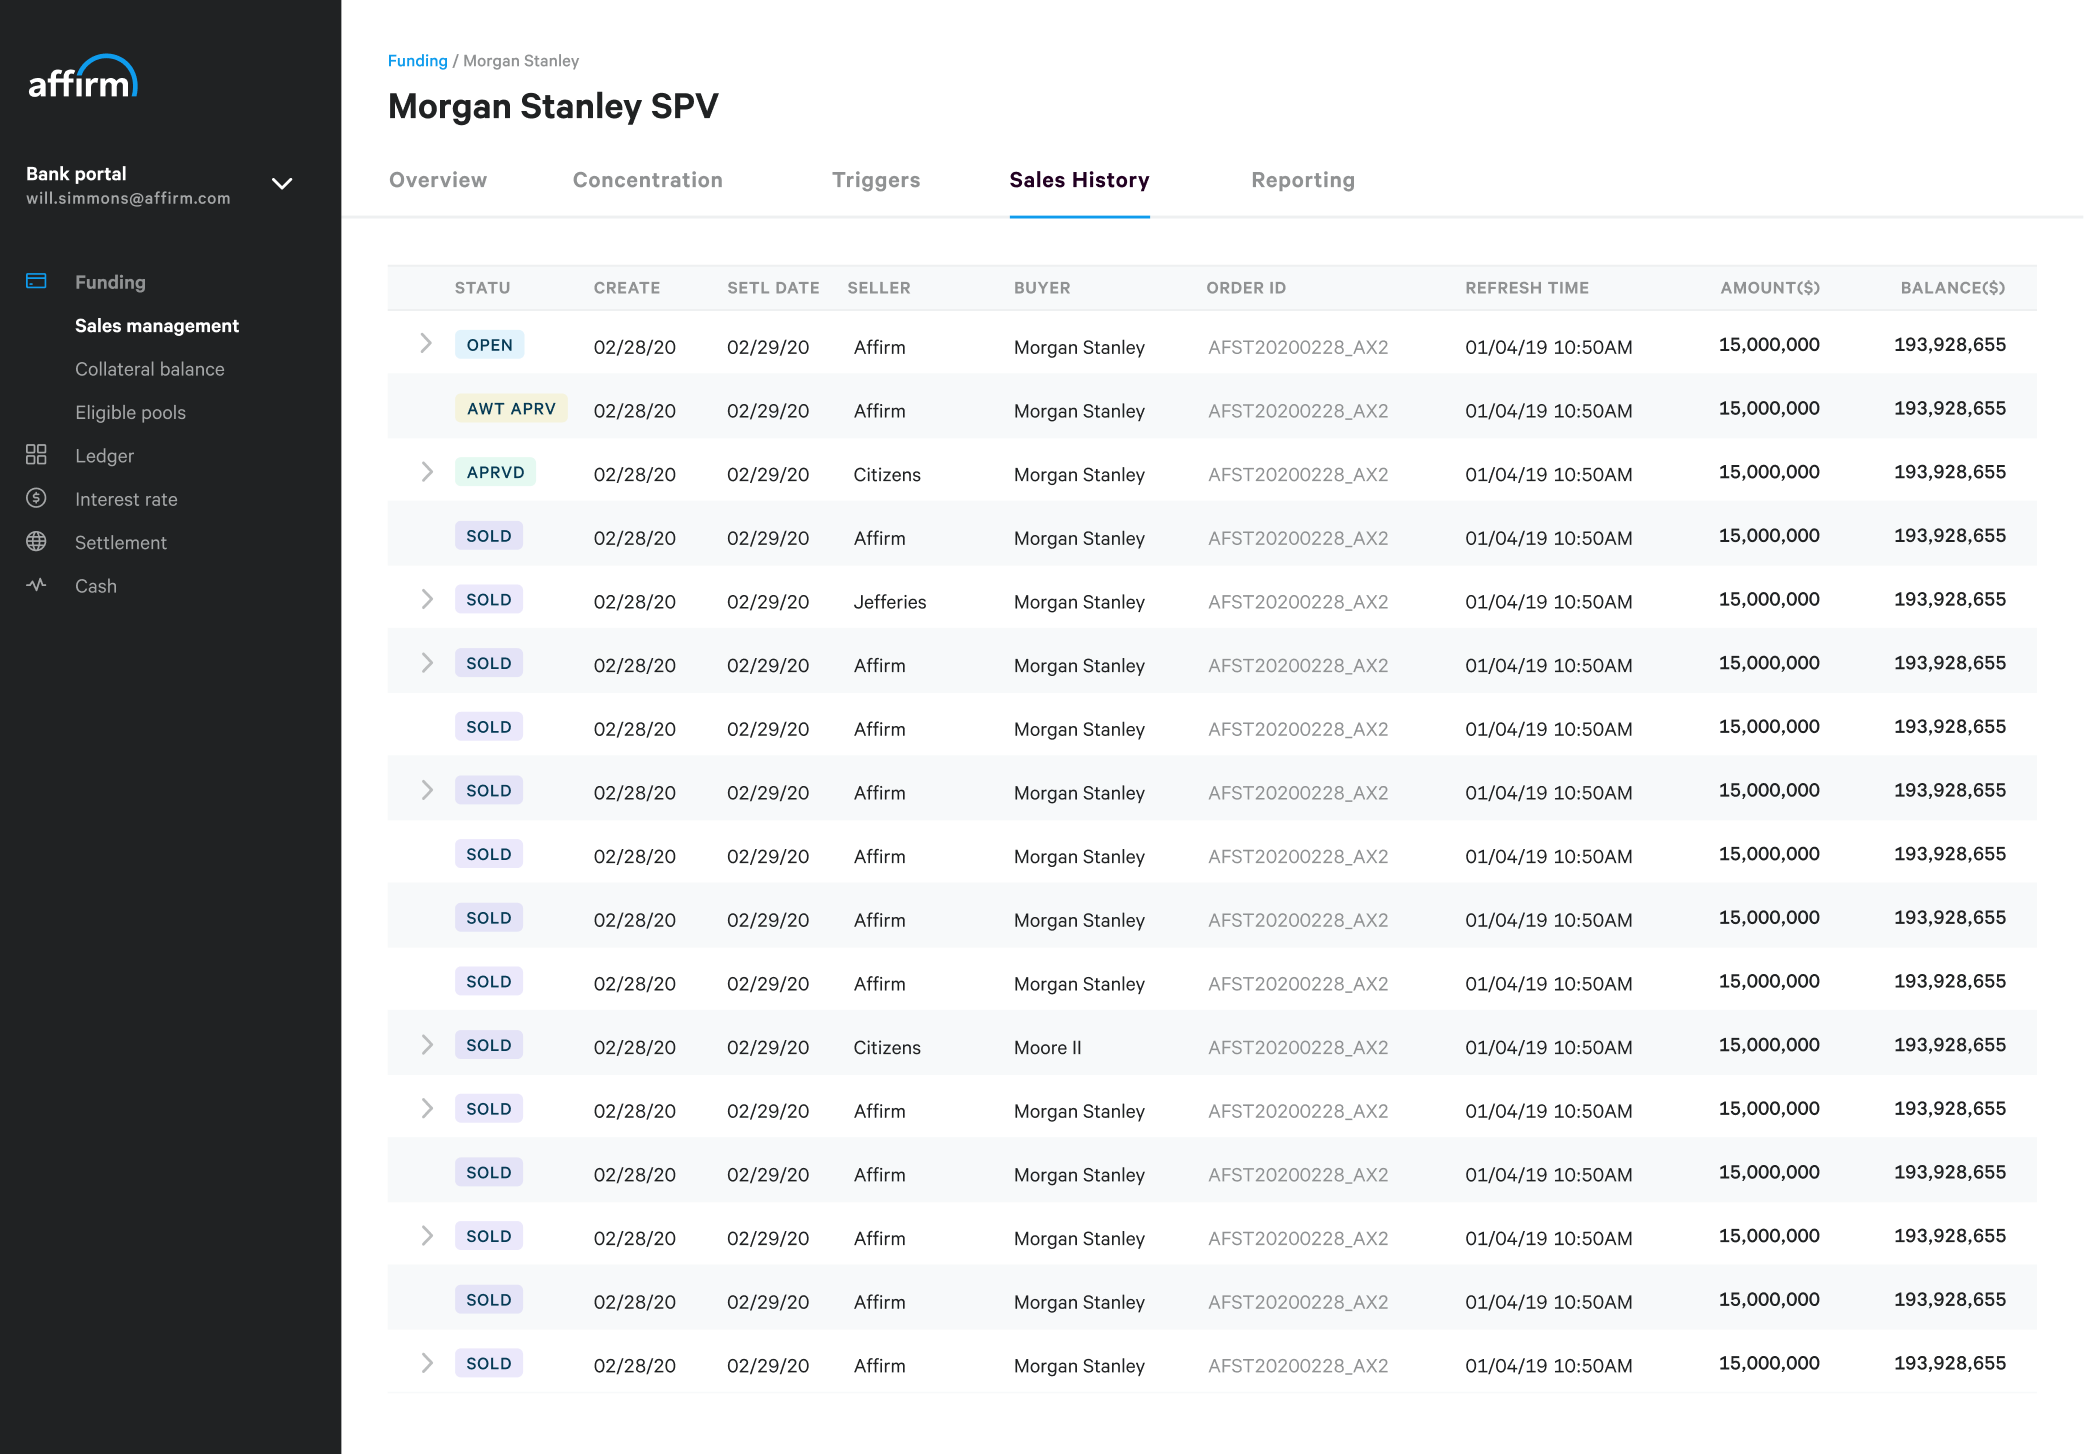 affirm
Bank portal
will.simmons@affirm.com
Funding
Sales management
Collateral balance
Eligible pools
Ledger
Interest rate
Settlement
Cash
Funding / Morgan Stanley
Morgan Stanley SPV
Overview Concentration Triggers Sales History Reporting
STATU CREATE SETL DATE SELLER BUYER ORDER ID REFRESH TIME AMOUNT($) BALANCE($)
OPEN 02/28/20 02/29/20 Affirm Morgan Stanley AFST20200228_AX2 01/04/19 10:50AM 15,000,000 193,928,655
AWT APRV 02/28/20 02/29/20 Affirm Morgan Stanley AFST20200228_AX2 01/04/19 10:50AM 15,000,000 193,928,655
APRVD 02/28/20 02/29/20 Citizens Morgan Stanley AFST20200228_AX2 01/04/19 10:50AM 15,000,000 193,928,655
SOLD 02/28/20 02/29/20 Affirm Morgan Stanley AFST20200228_AX2 01/04/19 10:50AM 15,000,000 193,928,655
SOLD 02/28/20 02/29/20 Jefferies Morgan Stanley AFST20200228_AX2 01/04/19 10:50AM 15,000,000 193,928,655
SOLD 02/28/20 02/29/20 Affirm Morgan Stanley AFST20200228_AX2 01/04/19 10:50AM 15,000,000 193,928,655
SOLD 02/28/20 02/29/20 Affirm Morgan Stanley AFST20200228_AX2 01/04/19 10:50AM 15,000,000 193,928,655
SOLD 02/28/20 02/29/20 Affirm Morgan Stanley AFST20200228_AX2 01/04/19 10:50AM 15,000,000 193,928,655
SOLD 02/28/20 02/29/20 Affirm Morgan Stanley AFST20200228_AX2 01/04/19 10:50AM 15,000,000 193,928,655
SOLD 02/28/20 02/29/20 Affirm Morgan Stanley AFST20200228_AX2 01/04/19 10:50AM 15,000,000 193,928,655
SOLD 02/28/20 02/29/20 Affirm Morgan Stanley AFST20200228_AX2 01/04/19 10:50AM 15,000,000 193,928,655
SOLD 02/28/20 02/29/20 Citizens Moore II AFST20200228_AX2 01/04/19 10:50AM 15,000,000 193,928,655
SOLD 02/28/20 02/29/20 Affirm Morgan Stanley AFST20200228_AX2 01/04/19 10:50AM 15,000,000 193,928,655
SOLD 02/28/20 02/29/20 Affirm Morgan Stanley AFST20200228_AX2 01/04/19 10:50AM 15,000,000 193,928,655
SOLD 02/28/20 02/29/20 Affirm Morgan Stanley AFST20200228_AX2 01/04/19 10:50AM 15,000,000 193,928,655
SOLD 02/28/20 02/29/20 Affirm Morgan Stanley AFST20200228_AX2 01/04/19 10:50AM 15,000,000 193,928,655
SOLD 02/28/20 02/29/20 Affirm Morgan Stanley AFST20200228_AX2 01/04/19 10:50AM 15,000,000 193,928,655